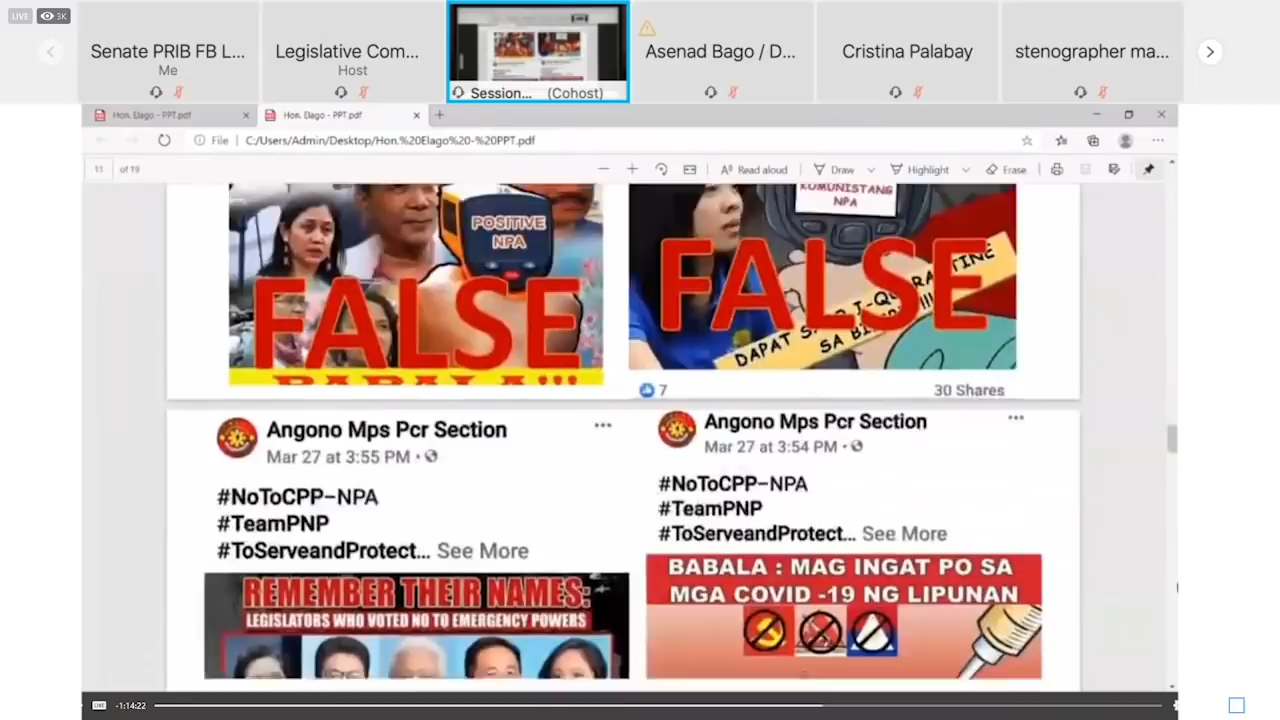 LIVE 3K
Senate PRIB FB L...
Me
Legislative Com...
Host
Session... (Cohost)
Asenad Bago / D...
Cristina Palabay
stenographer ma...
Hon. Elago - PPT.pdf
Hon. Elago - PPT.pdf
File C:/Users/Admin/Desktop/Hon.%20Elago%20-%20PPT.pdf
11 of 19
Read aloud
Draw
Highlight
Erase
POSITIVE
NPA
FALSE
BABALA!!!
KOMUNISTANG
NPA
FALSE
DAPAT
SA
7
30 Shares
Angono Mps Pcr Section
Mar 27 at 3:55 PM
#NoToCPP-NPA
#TeamPNP
#ToServeandProtect... See More
REMEMBER THEIR NAMES:
LEGISLATORS WHO VOTED NO TO EMERGENCY POWERS
Angono Mps Pcr Section
Mar 27 at 3:54 PM
#NoToCPP-NPA
#TeamPNP
#ToServeandProtect... See More
BABALA : MAG INGAT PO SA
MGA COVID -19 NG LIPUNAN
LIVE -1:14:22